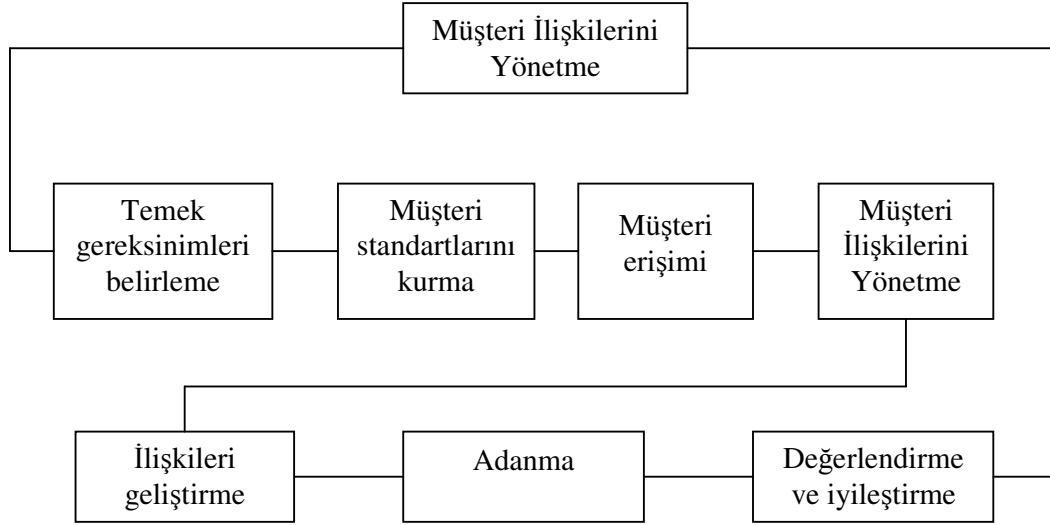 Müşteri İlişkilerini
Yönetme
Temek
gereksinimleri
belirleme
Müşteri
standartlarını
kurma
Müşteri
erişimi
Müşteri
İlişkilerini
Yönetme
İlişkileri
geliştirme
Adanma
Değerlendirme
ve iyileştirme